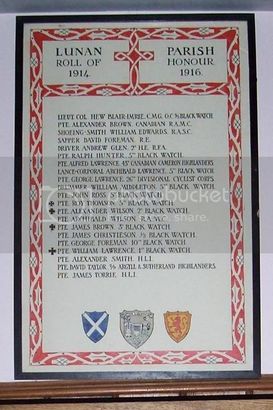 LUNAN PARISH
ROLL OF HONOUR
1914 1916.
LIEUT. COL. HEW BLAIR-IMRIE, C.M.G. O.C. BLACK WATCH
PTE. ALEXANDER BROWN. CANADIAN R.A.M.C.
SHOEING-SMITH WILLIAM EDWARDS. R.A.S.C.
SAPPER DAVID FOREMAN. R.E.
DRIVER ANDREW GLEN. 2ND H.L. R.F.A.
PTE. RALPH HUNTER. 5TH BLACK WATCH.
PTE. ALFRED LAWRENCE. CANADIAN CAMERON HIGHLANDERS
LANCE-CORPORAL ARCHIBALD LAWRENCE. 5TH BLACK WATCH.
PTE. GEORGE LAWRENCE. 26TH DIVISIONAL CYCLIST CORPS.
DRUMMER WILLIAM MIDDLETON. 5TH BLACK WATCH.
PTE. JOHN ROSS. 5TH BLACK WATCH.
PTE. ROY THOMSON. 5TH BLACK WATCH.
PTE. ALEXANDER WILSON. 2ND BLACK WATCH.
PTE. ARCHIBALD WILSON. R.A.M.C.
PTE. JAMES BROWN. 3RD BLACK WATCH.
PTE. JAMES CHRISTIESON. BLACK WATCH.
PTE. GEORGE FOREMAN. 10TH BLACK WATCH
PTE. WILLIAM LAWRENCE. 1ST BLACK WATCH.
PTE. ALEXANDER SMITH. H.L.I.
PTE. DAVID TAYLOR. ARGYLL & SUTHERLAND HIGHLANDERS.
PTE. JAMES TORRIE. H.L.I.